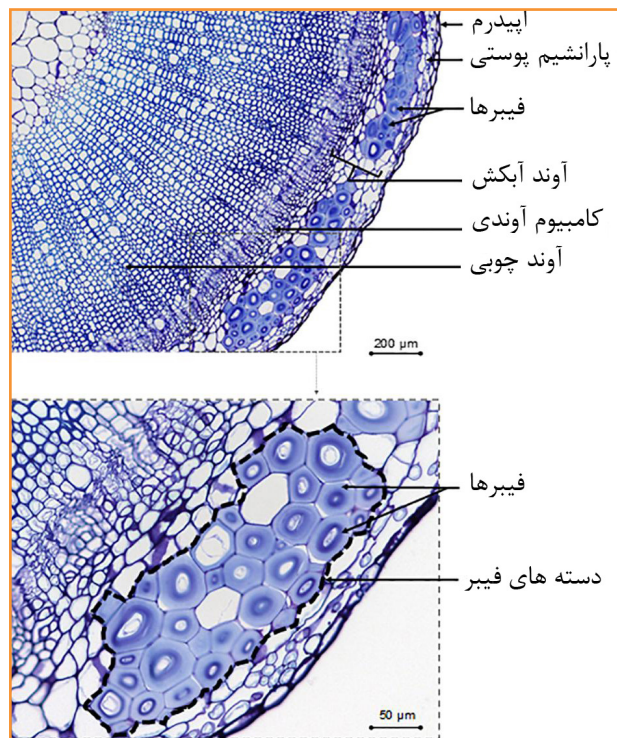 اپیدرم
پارانشیم پوستی
فیبرها
آوند آبکش
کامبیوم آوندی
آوند چوبی
200 µm
فیبرها
دسته های فیبر
50 µm